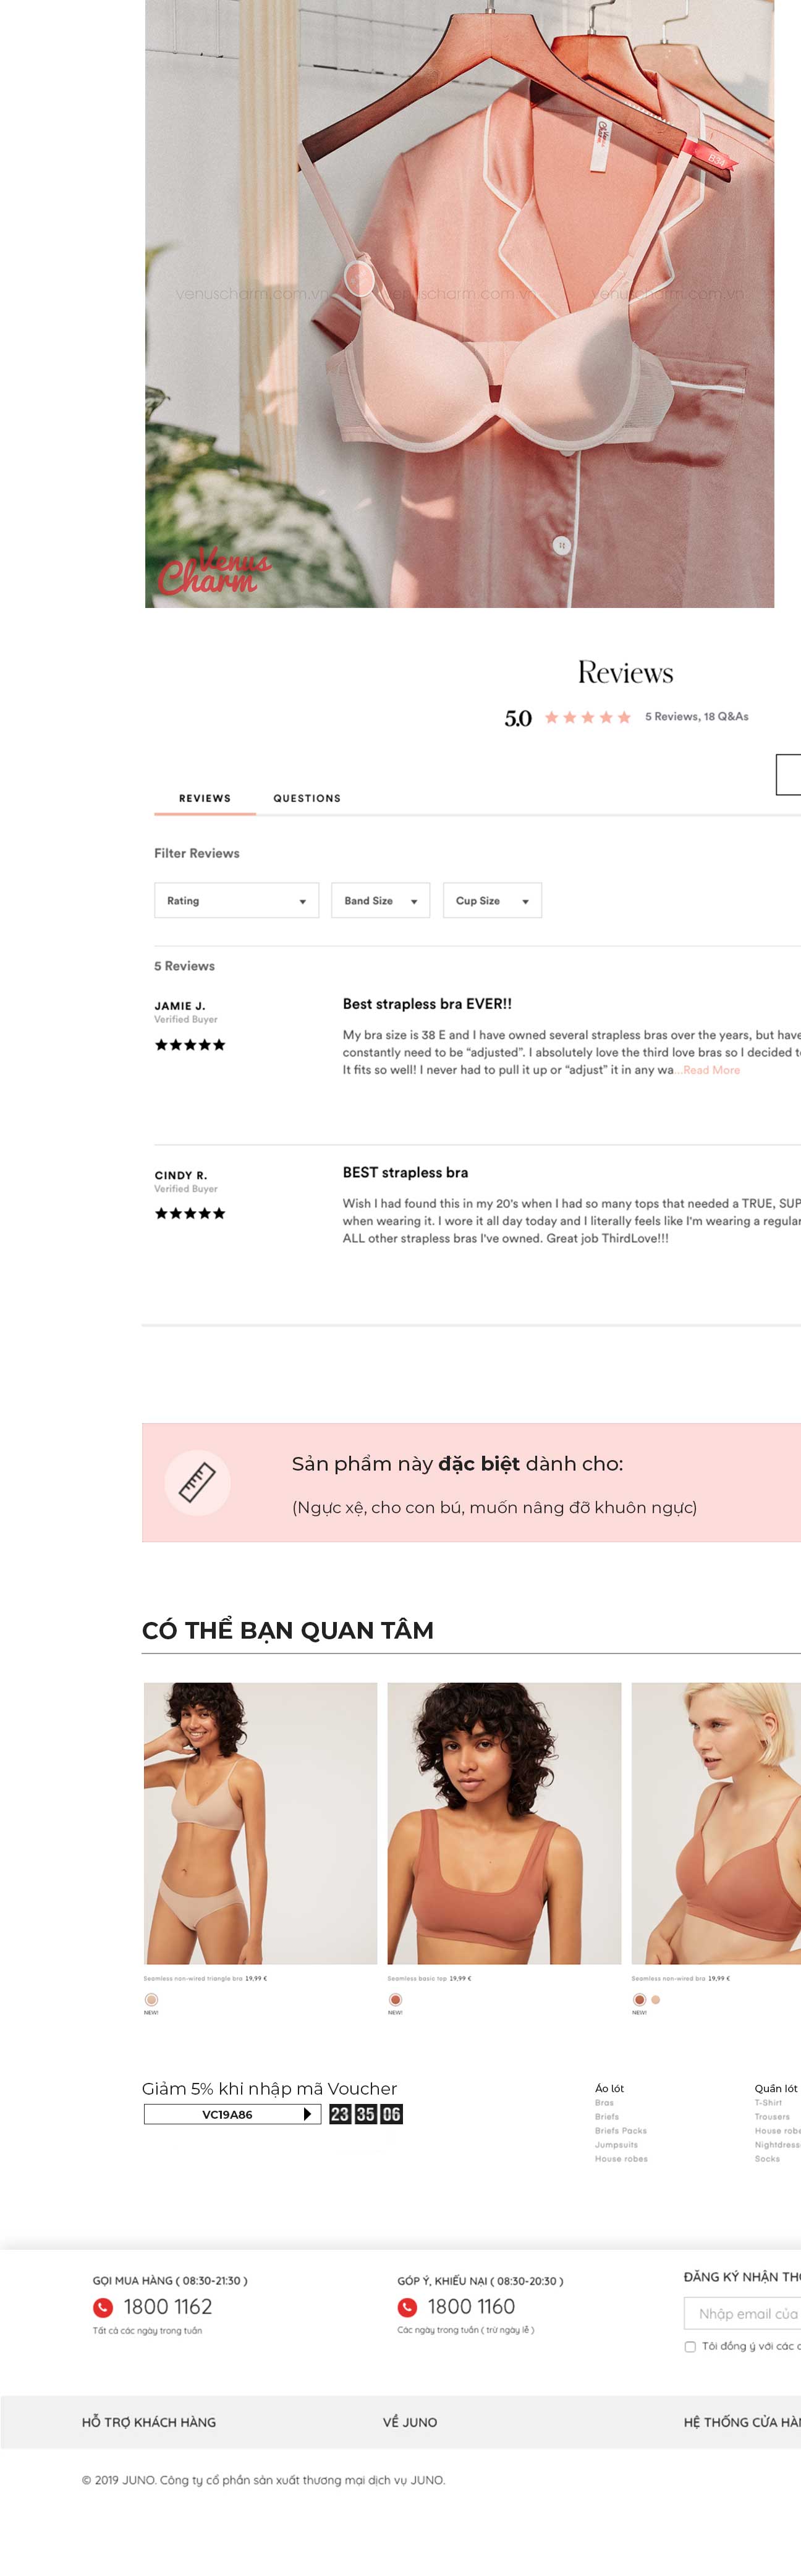 B34
Venus Charm
venuscharm.com.vn
venuscharm.com.vn
venuscharm.com.vn
Venus
Charm
Reviews
5.0
5 Reviews, 18 Q&As
REVIEWS
QUESTIONS
Filter Reviews
Rating
Band Size
Cup Size
5 Reviews
JAMIE J.
Verified Buyer
Best strapless bra EVER!!
My bra size is 38 E and I have owned several strapless bras over the years, but have
constantly need to be “adjusted”. I absolutely love the third love bras so I decided t
It fits so well! I never had to pull it up or “adjust” it in any wa...Read More
CINDY R.
Verified Buyer
BEST strapless bra
Wish I had found this in my 20's when I had so many tops that needed a TRUE, SUP
when wearing it. I wore it all day today and I literally feels like I'm wearing a regular
ALL other strapless bras I've owned. Great job ThirdLove!!!
Sản phẩm này đặc biệt dành cho:
(Ngực xệ, cho con bú, muốn nâng đỡ khuôn ngực)
CÓ THỂ BẠN QUAN TÂM
Seamless non-wired triangle bra 19,99 €
NEW!
Seamless basic top 19,99 €
NEW!
Seamless non-wired bra 19,99 €
NEW!
Giảm 5% khi nhập mã Voucher
VC19A86
23 35 06
Áo lót
Bras
Briefs
Briefs Packs
Jumpsuits
House robes
Quần lót
T-Shirt
Trousers
House robe
Nightdress
Socks
GỌI MUA HÀNG ( 08:30-21:30 )
1800 1162
Tất cả các ngày trong tuần
GÓP Ý, KHIẾU NẠI ( 08:30-20:30 )
1800 1160
Các ngày trong tuần ( trừ ngày lễ )
ĐĂNG KÝ NHẬN TH
Nhập email của
Tôi đồng ý với các
HỖ TRỢ KHÁCH HÀNG
VỀ JUNO
HỆ THỐNG CỬA HÀN
© 2019 JUNO. Công ty cổ phần sản xuất thương mại dịch vụ JUNO.